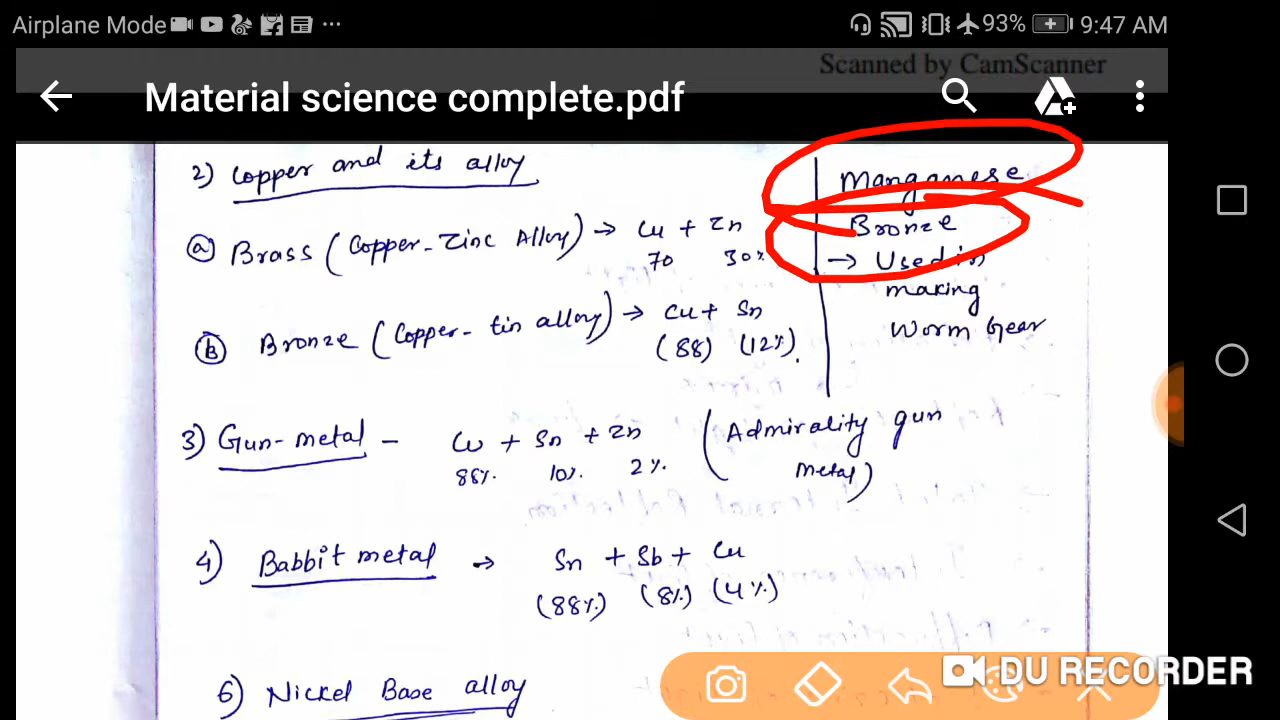 Airplane Mode ... 93% 9:47 AM
Scanned by CamScanner
Material science complete.pdf
2) Copper and its alloy
Manganese
Bronze
→ Used in
making
Worm Gear
(a) Brass (Copper-Zinc Alloy) → Cu + Zn
70 30%
(B) Bronze (Copper-tin alloy) → Cu + Sn
(88) (12%).
3) Gun-metal - Cu + Sn + Zn (Admirality gun
88%. 10%. 2%. metal)
4) Babbit metal → Sn + Sb + Cu
(88%) (8%) (4%)
5) Nickel Base alloy
DU RECORDER